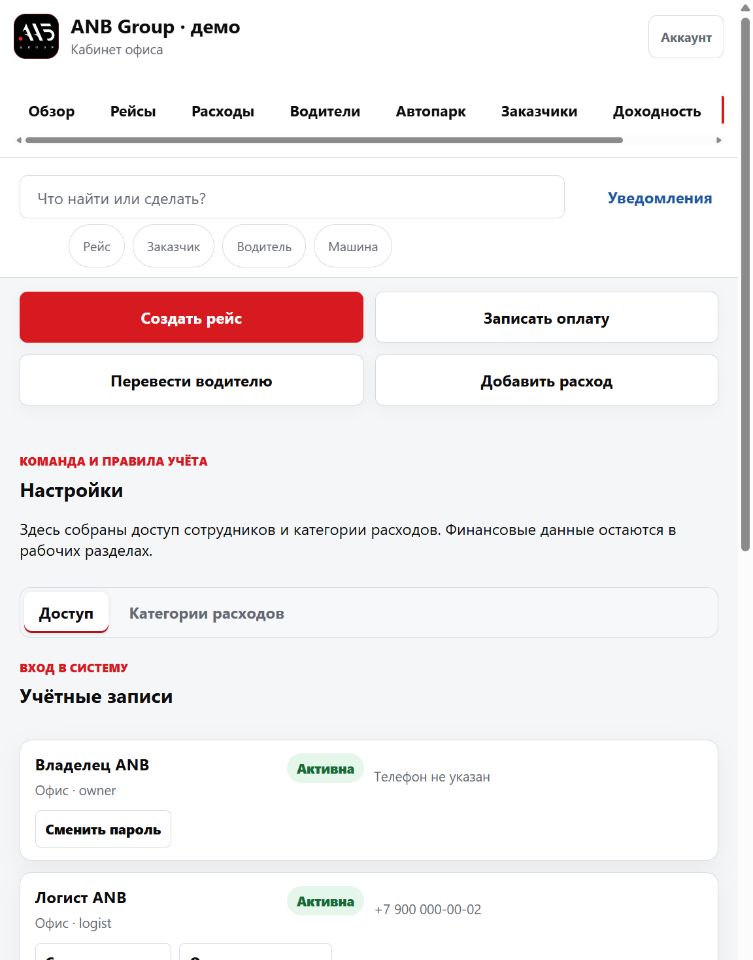 ANB
GROUP
ANB Group · демо
Кабинет офиса
Аккаунт
Обзор Рейсы Расходы Водители Автопарк Заказчики Доходность
Что найти или сделать?
Уведомления
Рейс Заказчик Водитель Машина
Создать рейс Записать оплату
Перевести водителю Добавить расход
КОМАНДА И ПРАВИЛА УЧЁТА
Настройки
Здесь собраны доступ сотрудников и категории расходов. Финансовые данные остаются в
рабочих разделах.
Доступ Категории расходов
ВХОД В СИСТЕМУ
Учётные записи
Владелец ANB
Активна
Телефон не указан
Офис · owner
Сменить пароль
Логист ANB
Активна
+7 900 000-00-02
Офис · logist